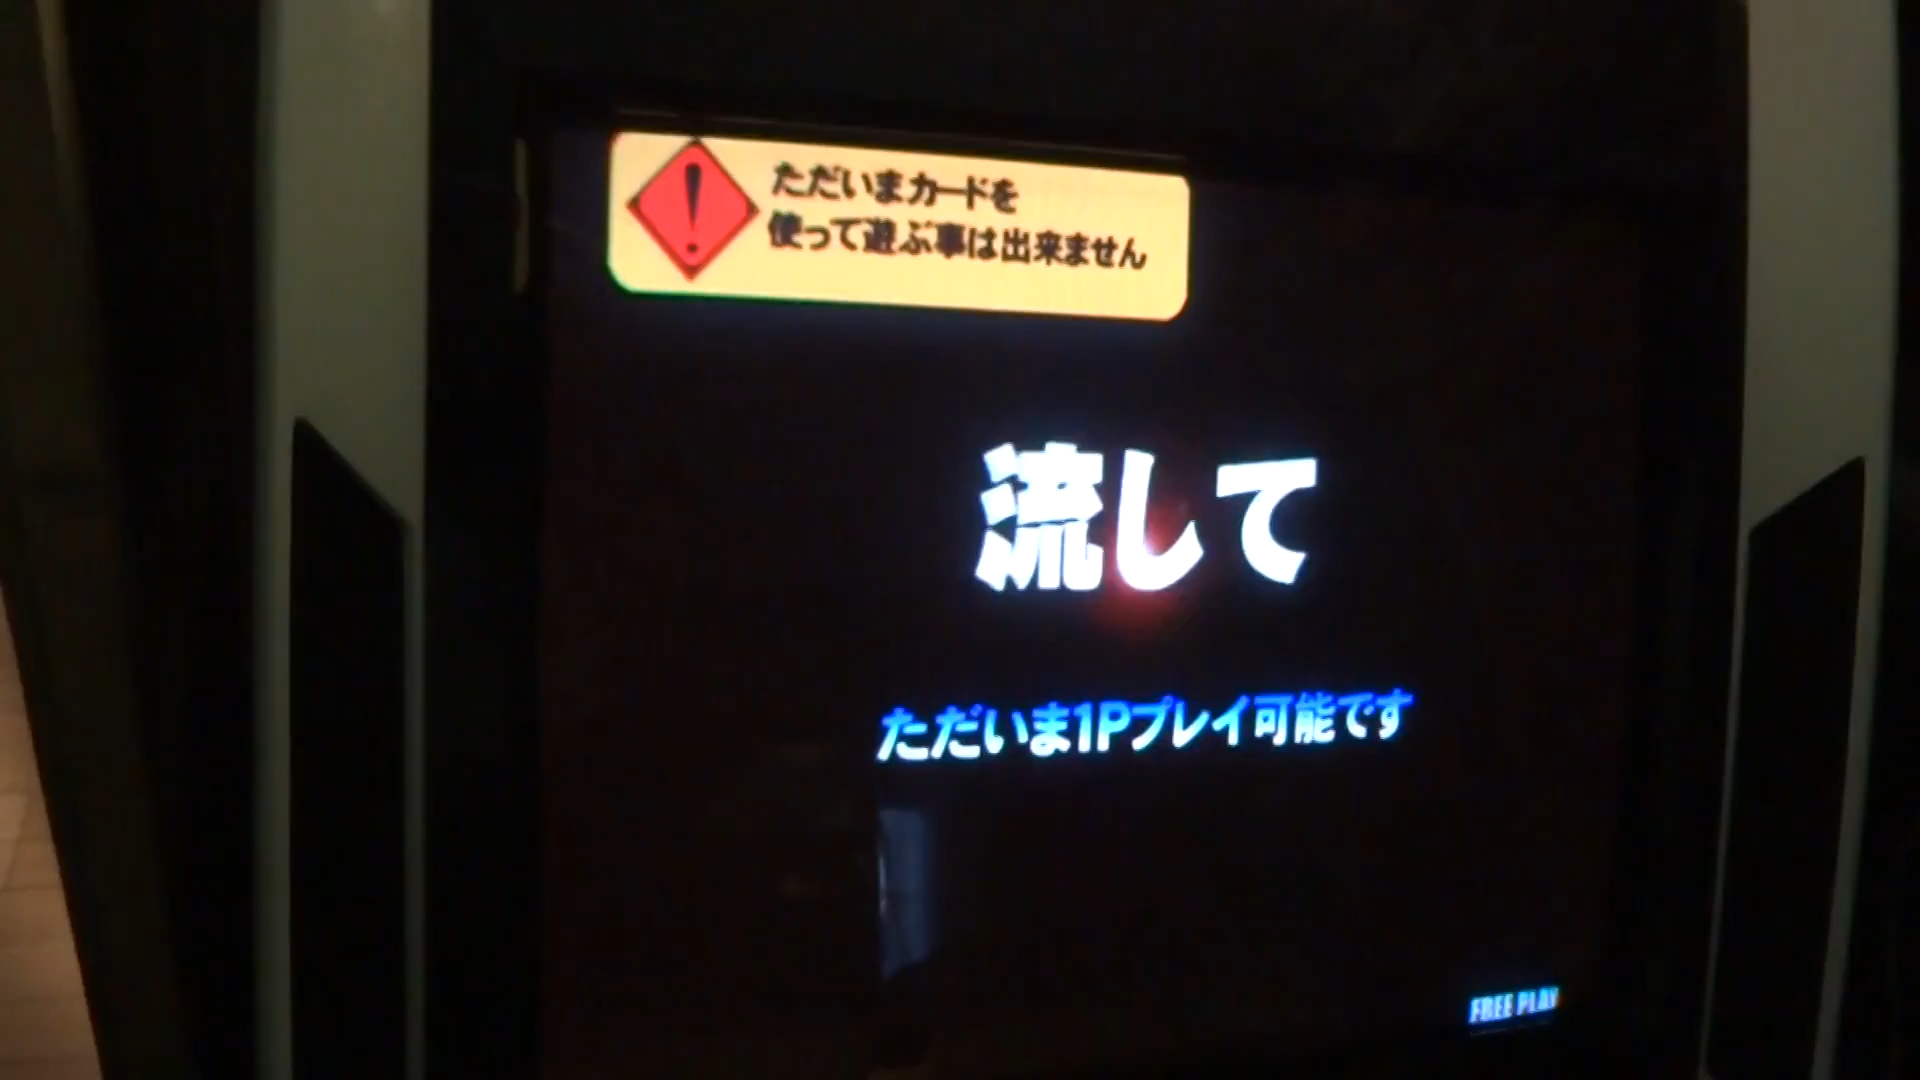 ただいまカードを
使って遊ぶ事は出来ません
流して
ただいま1Pプレイ可能です
FREE PLAY